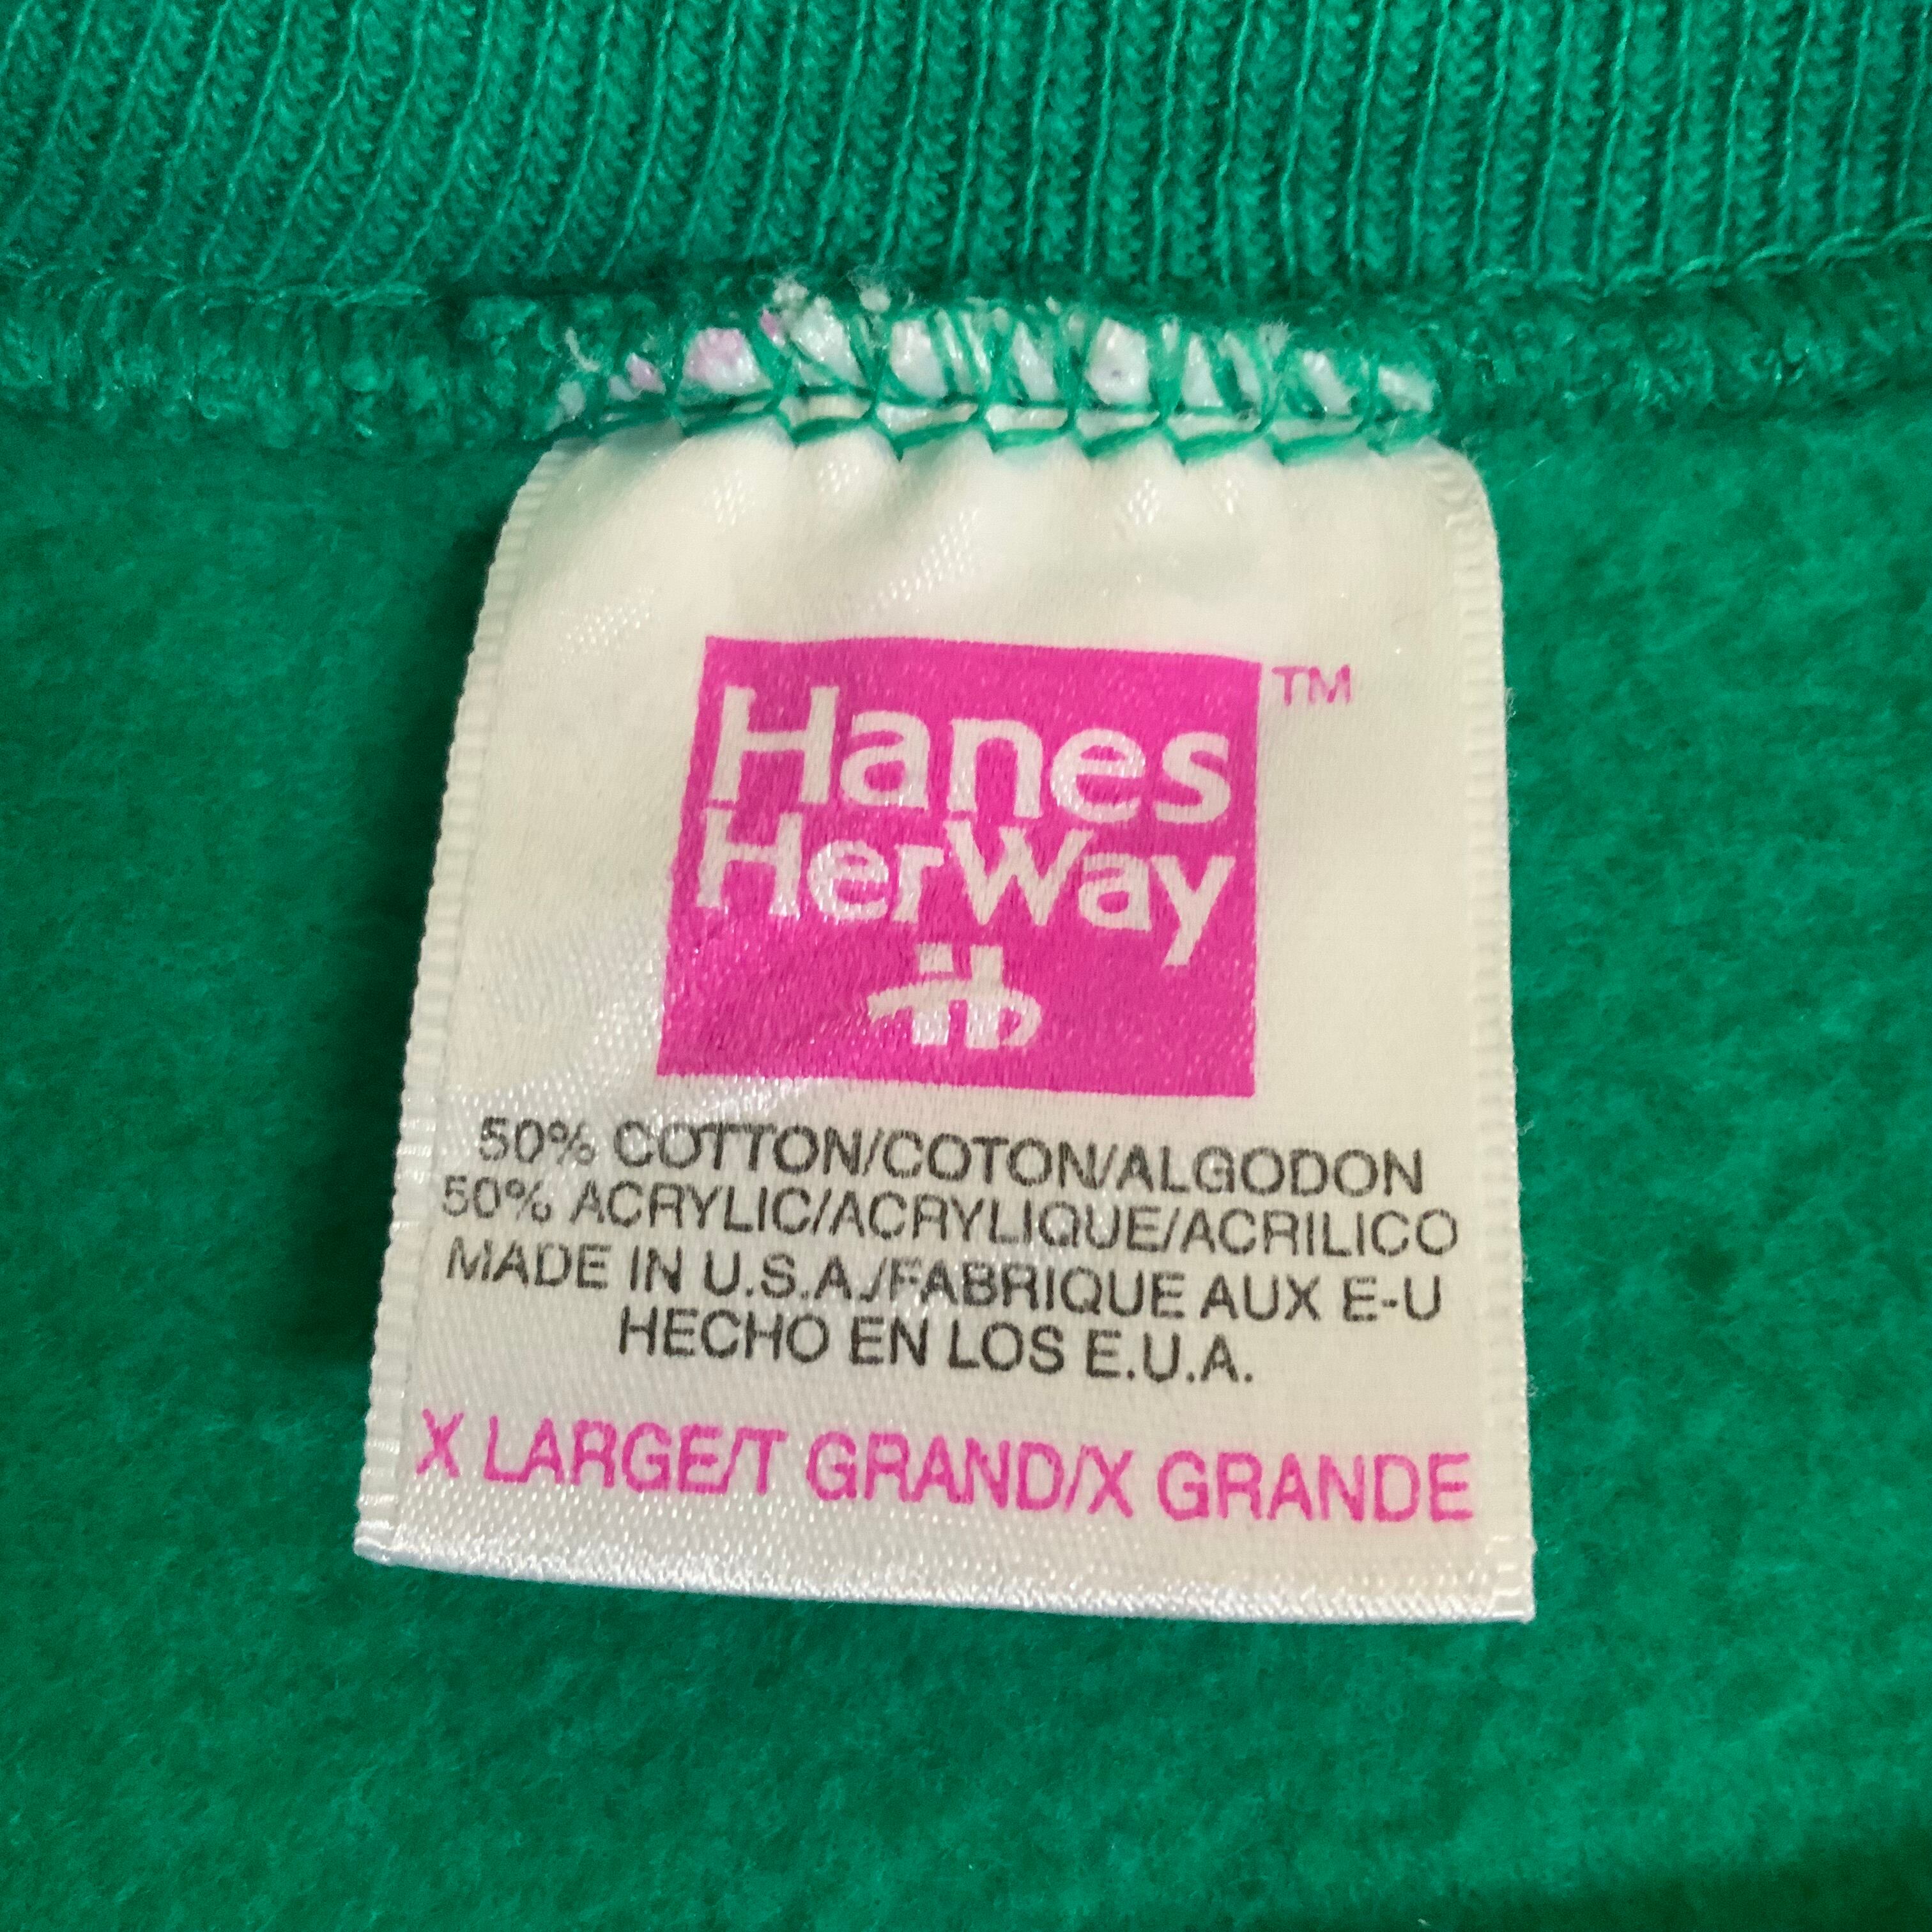 Hanes
HerWay
TM
50% COTTON/COTON/ALGODON
50% ACRYLIC/ACRYLIQUE/ACRILICO
MADE IN U.S.A./FABRIQUE AUX E-U
HECHO EN LOS E.U.A.
X LARGE/T GRAND/X GRANDE